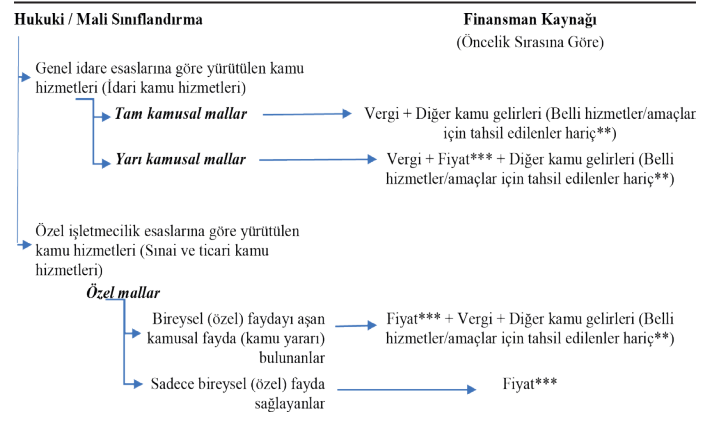 Hukuki / Mali Sınıflandırma
Finansman Kaynağı
(Öncelik Sırasına Göre)
Genel idare esaslarına göre yürütülen kamu
hizmetleri (İdari kamu hizmetleri)
Tam kamusal mallar
Vergi + Diğer kamu gelirleri (Belli hizmetler/amaçlar
için tahsil edilenler hariç**)
Yarı kamusal mallar
Vergi + Fiyat*** + Diğer kamu gelirleri (Belli
hizmetler/amaçlar için tahsil edilenler hariç**)
Özel işletmecilik esaslarına göre yürütülen
kamu hizmetleri (Sınai ve ticari kamu
hizmetleri)
Özel mallar
Bireysel (özel) faydayı aşan
kamusal fayda (kamu yararı)
bulunanlar
Fiyat*** + Vergi + Diğer kamu gelirleri (Belli
hizmetler/amaçlar için tahsil edilenler hariç**)
Sadece bireysel (özel) fayda
sağlayanlar
Fiyat***